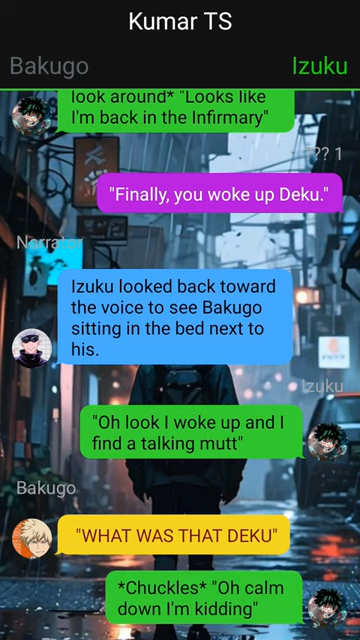 Kumar TS
Bakugo
Izuku
look around* "Looks like
I'm back in the Infirmary"
?? 1
"Finally, you woke up Deku."
Narrator
Izuku looked back toward
the voice to see Bakugo
sitting in the bed next to
his.
Izuku
"Oh look I woke up and I
find a talking mutt"
Bakugo
"WHAT WAS THAT DEKU"
*Chuckles* "Oh calm
down I'm kidding"